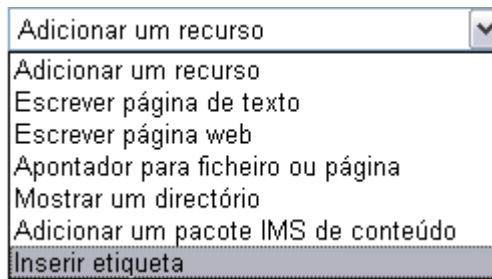 Adicionar um recurso
Adicionar um recurso
Escrever página de texto
Escrever página web
Apontador para ficheiro ou página
Mostrar um directório
Adicionar um pacote IMS de conteúdo
Inserir etiqueta